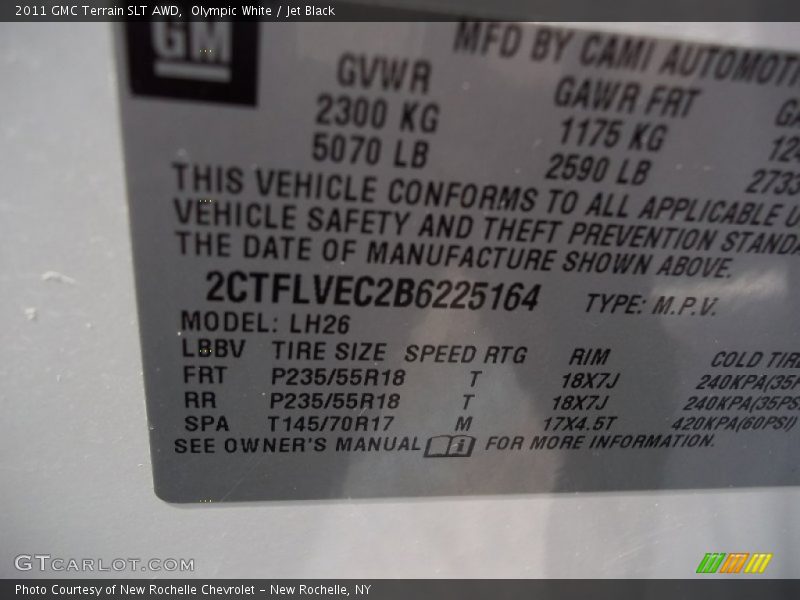 2011 GMC Terrain SLT AWD, Olympic White / Jet Black
GM
MFD BY CAMI AUTOMOTI
GVWR GAWR FRT GA
2300 KG 1175 KG 124
5070 LB 2590 LB 2733
THIS VEHICLE CONFORMS TO ALL APPLICABLE U
VEHICLE SAFETY AND THEFT PREVENTION STANDA
THE DATE OF MANUFACTURE SHOWN ABOVE.
2CTFLVEC2B6225164 TYPE: M.P.V.
MODEL: LH26
LBBV TIRE SIZE SPEED RTG RIM COLD TIRE
FRT P235/55R18 T 18X7J 240KPA(35P
RR P235/55R18 T 18X7J 240KPA(35PS
SPA T145/70R17 M 17X4.5T 420KPA(60PSI)
SEE OWNER'S MANUAL i FOR MORE INFORMATION.
GTCARLOT.COM
Photo Courtesy of New Rochelle Chevrolet – New Rochelle, NY